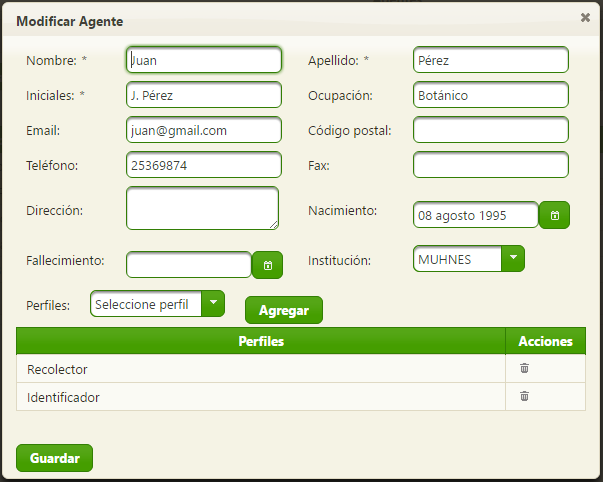 Modificar Agente
Nombre: * Juan Apellido: * Pérez
Iniciales: * J. Pérez Ocupación: Botánico
Email: juan@gmail.com Código postal:
Teléfono: 25369874 Fax:
Dirección: Nacimiento: 08 agosto 1995
Fallecimiento: Institución: MUHNES
Perfiles: Seleccione perfil Agregar
Perfiles Acciones
Recolector
Identificador
Guardar